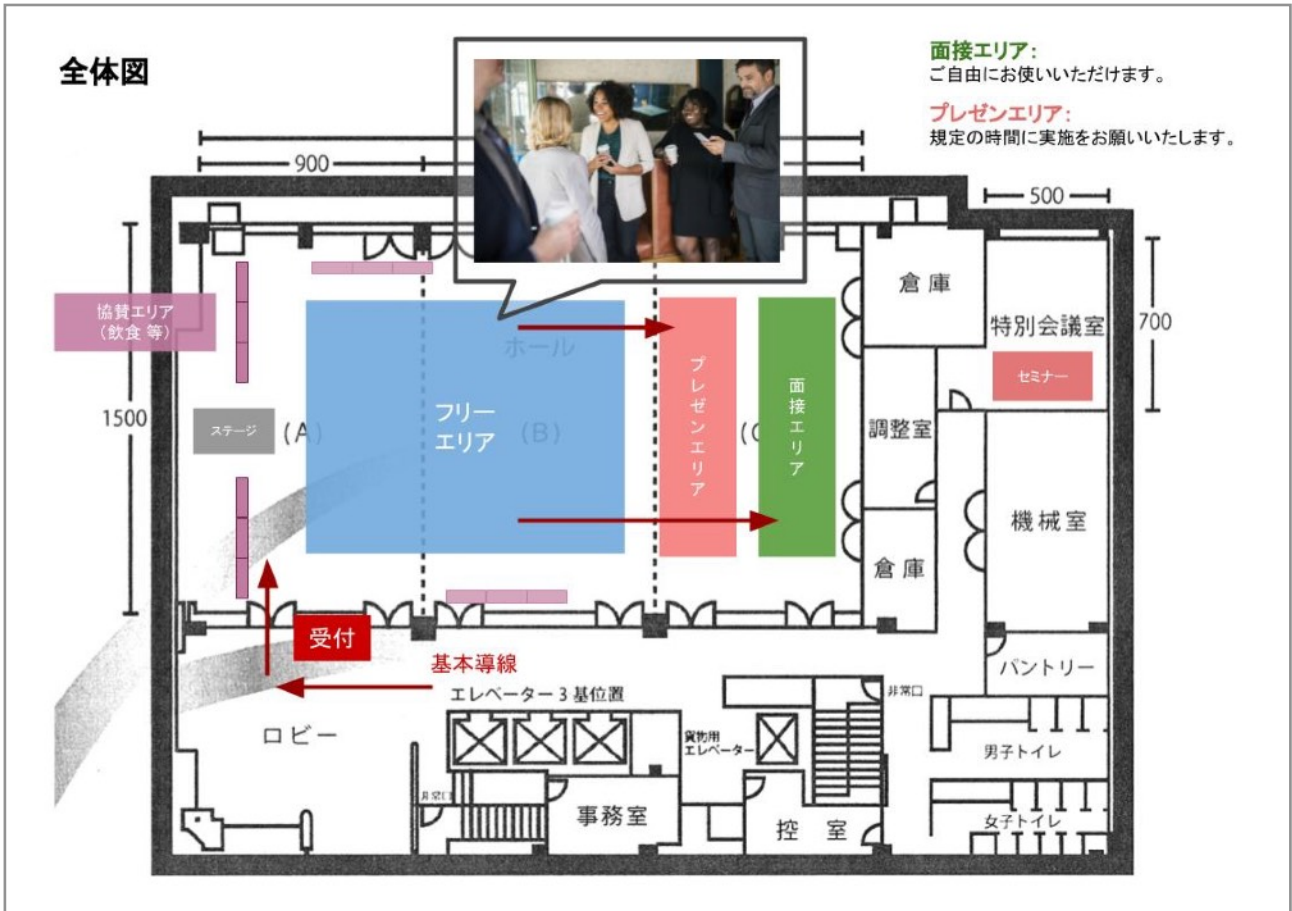 全体図
面接エリア：
ご自由にお使いいただけます。
プレゼンエリア：
規定の時間に実施をお願いいたします。
900
500
倉庫
協賛エリア
（飲食 等）
特別会議室
700
ホール
セミナー
プレゼンエリア
面接エリア
フリー
エリア
1500
ステージ
(A)
(B)
(C
調整室
機械室
倉庫
受付
基本導線
パントリー
エレベーター 3 基位置
非常口
ロビー
貨物用
エレベーター
男子トイレ
非常口
事務室
控 室
女子トイレ